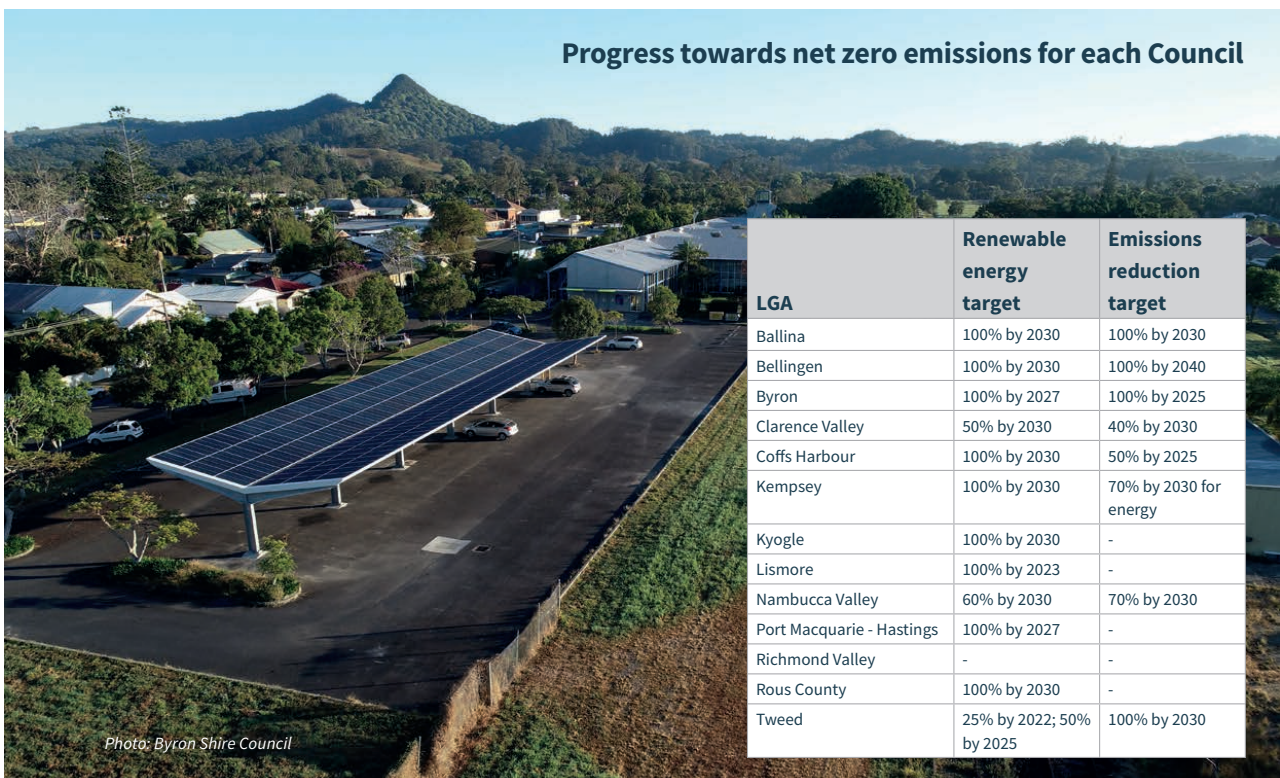 Progress towards net zero emissions for each Council
LGA
Renewable
energy
target
Emissions
reduction
target
Ballina 100% by 2030 100% by 2030
Bellingen 100% by 2030 100% by 2040
Byron 100% by 2027 100% by 2025
Clarence Valley 50% by 2030 40% by 2030
Coffs Harbour 100% by 2030 50% by 2025
Kempsey 100% by 2030 70% by 2030 for
energy
Kyogle 100% by 2030 -
Lismore 100% by 2023 -
Nambucca Valley 60% by 2030 70% by 2030
Port Macquarie - Hastings 100% by 2027 -
Richmond Valley - -
Rous County 100% by 2030 -
Tweed 25% by 2022; 50% 100% by 2030
by 2025
Photo: Byron Shire Council